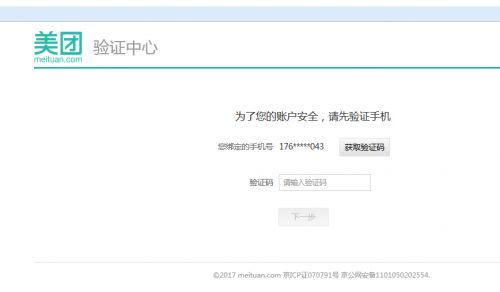 美团 验证中心
meituan.com
为了您的账户安全，请先验证手机
您绑定的手机号 176*****043 获取验证码
验证码 请输入验证码
下一步
©2017 meituan.com 京ICP证070791号 京公网安备1101050202554.